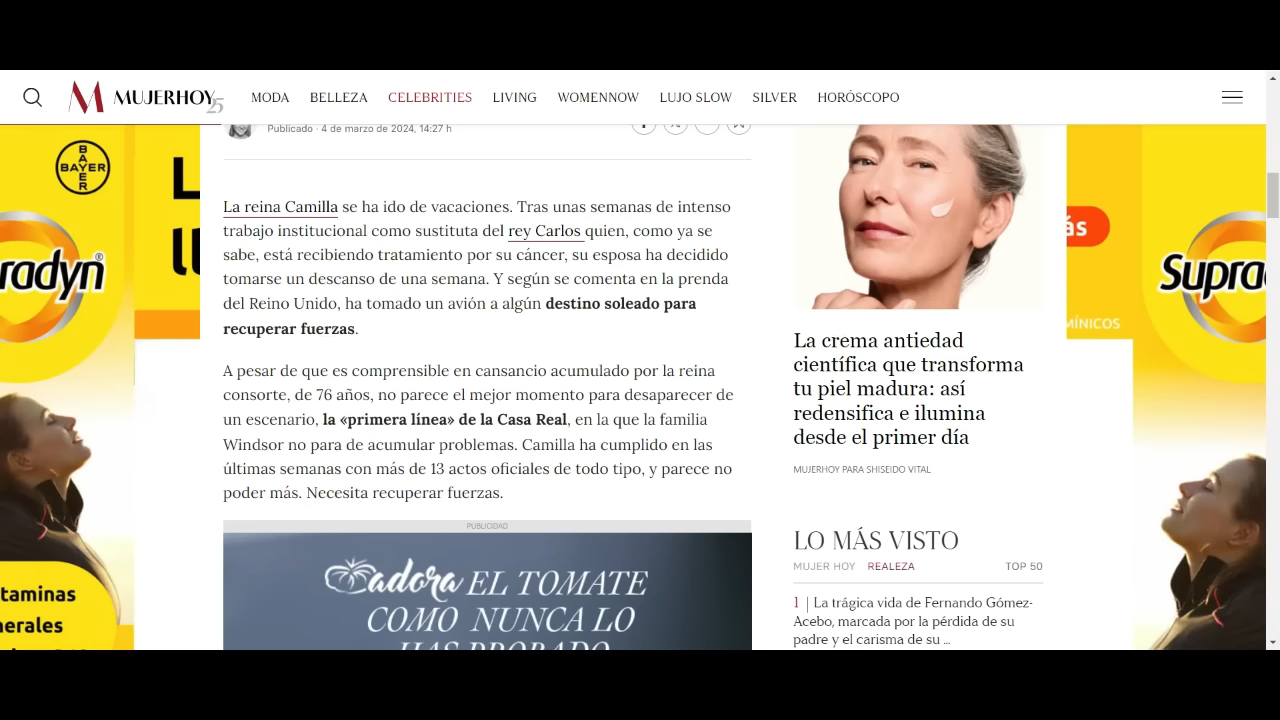 MUJERHOY 25
MODA BELLEZA CELEBRITIES LIVING WOMENNOW LUJO SLOW SILVER HORÓSCOPO
Publicado · 4 de marzo de 2024, 14:27 h
La reina Camilla se ha ido de vacaciones. Tras unas semanas de intenso
trabajo institucional como sustituta del rey Carlos quien, como ya se
sabe, está recibiendo tratamiento por su cáncer, su esposa ha decidido
tomarse un descanso de una semana. Y según se comenta en la prenda
del Reino Unido, ha tomado un avión a algún destino soleado para
recuperar fuerzas.
A pesar de que es comprensible en cansancio acumulado por la reina
consorte, de 76 años, no parece el mejor momento para desaparecer de
un escenario, la «primera línea» de la Casa Real, en la que la familia
Windsor no para de acumular problemas. Camilla ha cumplido en las
últimas semanas con más de 13 actos oficiales de todo tipo, y parece no
poder más. Necesita recuperar fuerzas.
PUBLICIDAD
adora EL TOMATE
COMO NUNCA LO
HAS PROBADO
La crema antiedad
científica que transforma
tu piel madura: así
redensifica e ilumina
desde el primer día
MUJERHOY PARA SHISEIDO VITAL
LO MÁS VISTO
MUJER HOY REALEZA TOP 50
1 | La trágica vida de Fernando Gómez-
Acebo, marcada por la pérdida de su
padre y el carisma de su ...
BAYER
BAYER
radyn®
taminas
nerales
ás
Supra
MÍNICOS